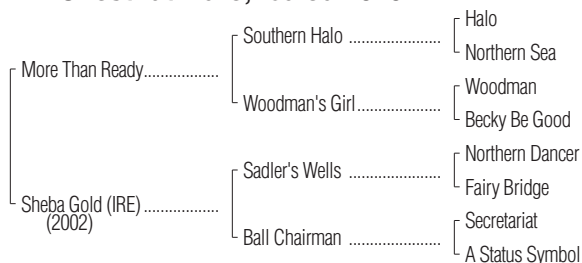 Halo
Southern Halo ........................
Northern Sea
More Than Ready...................
Woodman
Woodman's Girl......................
Becky Be Good
Northern Dancer
Sadler's Wells ........................
Fairy Bridge
Sheba Gold (IRE) ...................
(2002)
Secretariat
Ball Chairman ........................
A Status Symbol